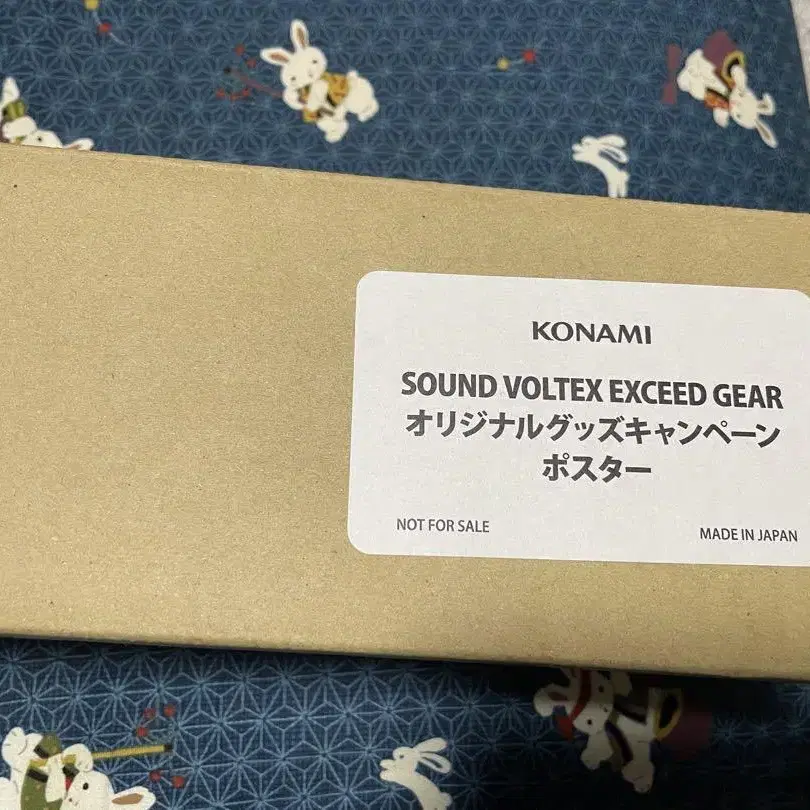 KONAMI
SOUND VOLTEX EXCEED GEAR
オリジナルグッズキャンペーン
ポスター
NOT FOR SALE
MADE IN JAPAN